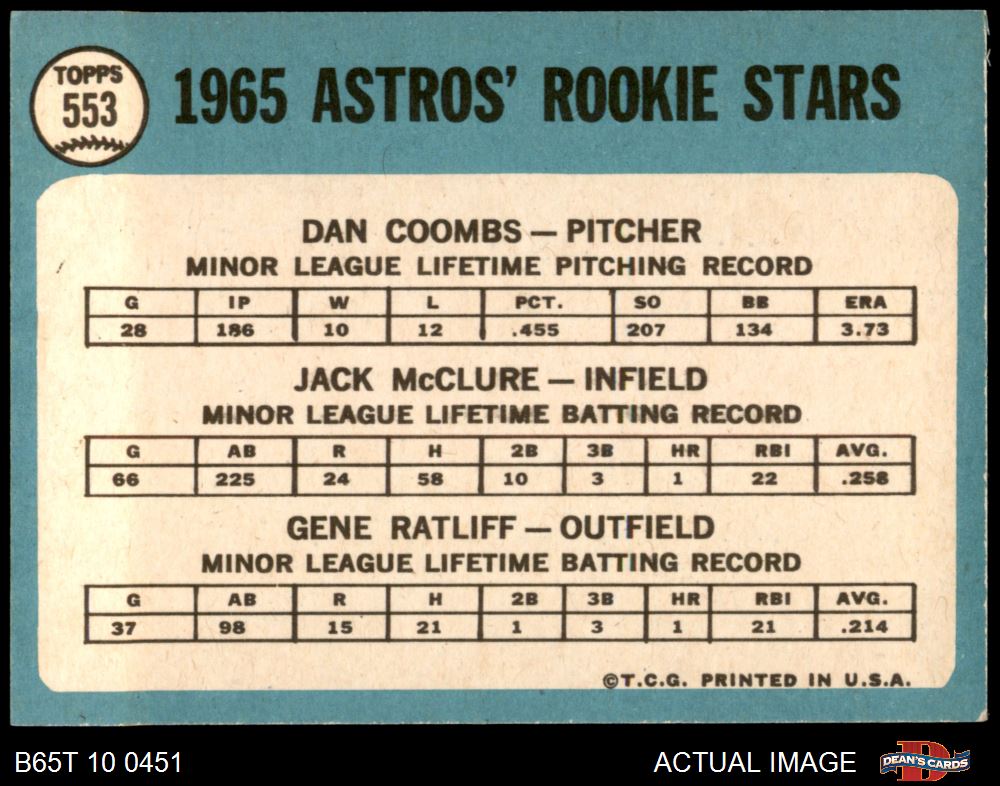 TOPPS
553
1965 ASTROS' ROOKIE STARS
DAN COOMBS — PITCHER
MINOR LEAGUE LIFETIME PITCHING RECORD
G IP W L PCT. SO BB ERA
28 186 10 12 .455 207 134 3.73
JACK McCLURE — INFIELD
MINOR LEAGUE LIFETIME BATTING RECORD
G AB R H 2B 3B HR RBI AVG.
66 225 24 58 10 3 1 22 .258
GENE RATLIFF — OUTFIELD
MINOR LEAGUE LIFETIME BATTING RECORD
G AB R H 2B 3B HR RBI AVG.
37 98 15 21 1 3 1 21 .214
©T.C.G. PRINTED IN U.S.A.
B65T 10 0451 ACTUAL IMAGE D DEAN'S CARDS